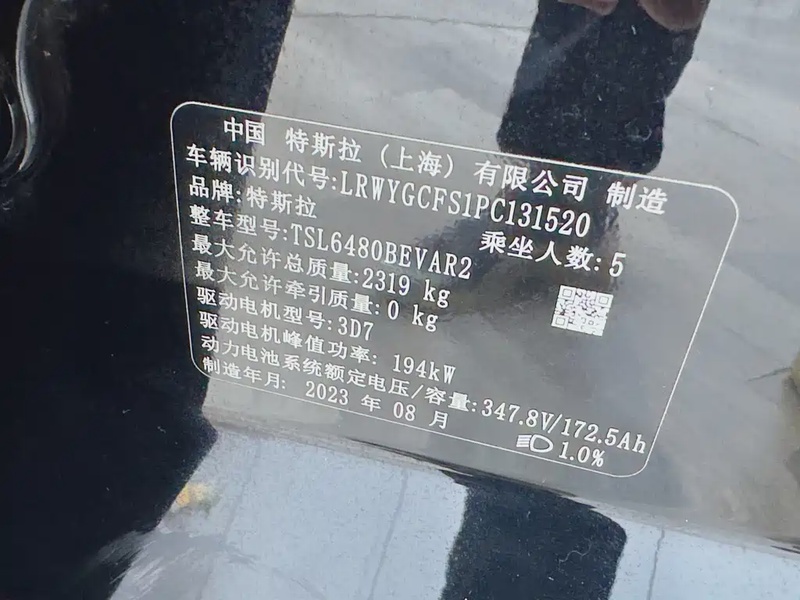 中国 特斯拉（上海）有限公司 制造
车辆识别代号:LRWYGCFS1PC131520
品牌:特斯拉 乘坐人数:5
整车型号:TSL6480BEVAR2
最大允许总质量:2319 kg
最大允许牵引质量:0 kg
驱动电机型号:3D7
驱动电机峰值功率: 194kW
动力电池系统额定电压/容量:347.8V/172.5Ah
制造年月: 2023 年 08 月 1.0%